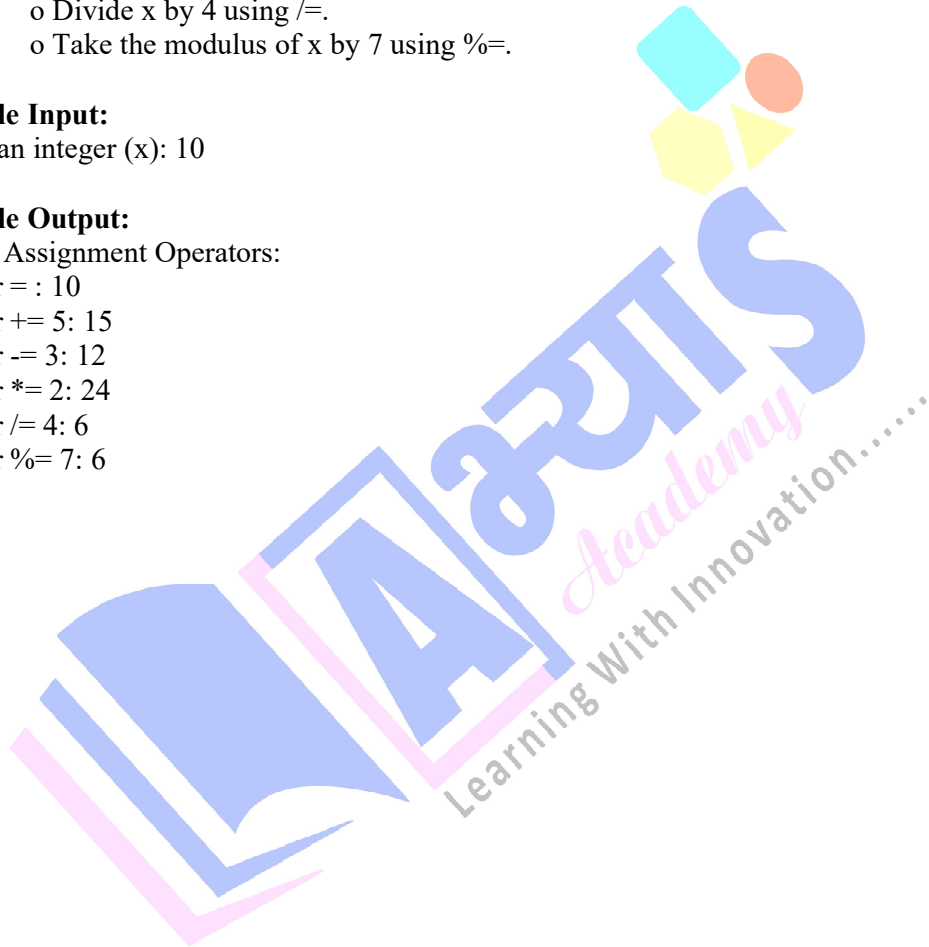 o Divide x by 4 using /=.
o Take the modulus of x by 7 using %=.
le Input:
an integer (x): 10
le Output:
Assignment Operators:
r = : 10
r += 5: 15
r -= 3: 12
r *= 2: 24
r /= 4: 6
r %= 7: 6
A भ्यास
Academy
Learning With Innovation......